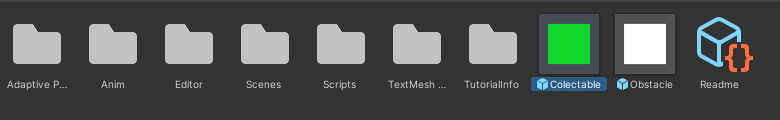 Adaptive P...
Anim
Editor
Scenes
Scripts
TextMesh ...
TutorialInfo
Colectable
Obstacle
Readme